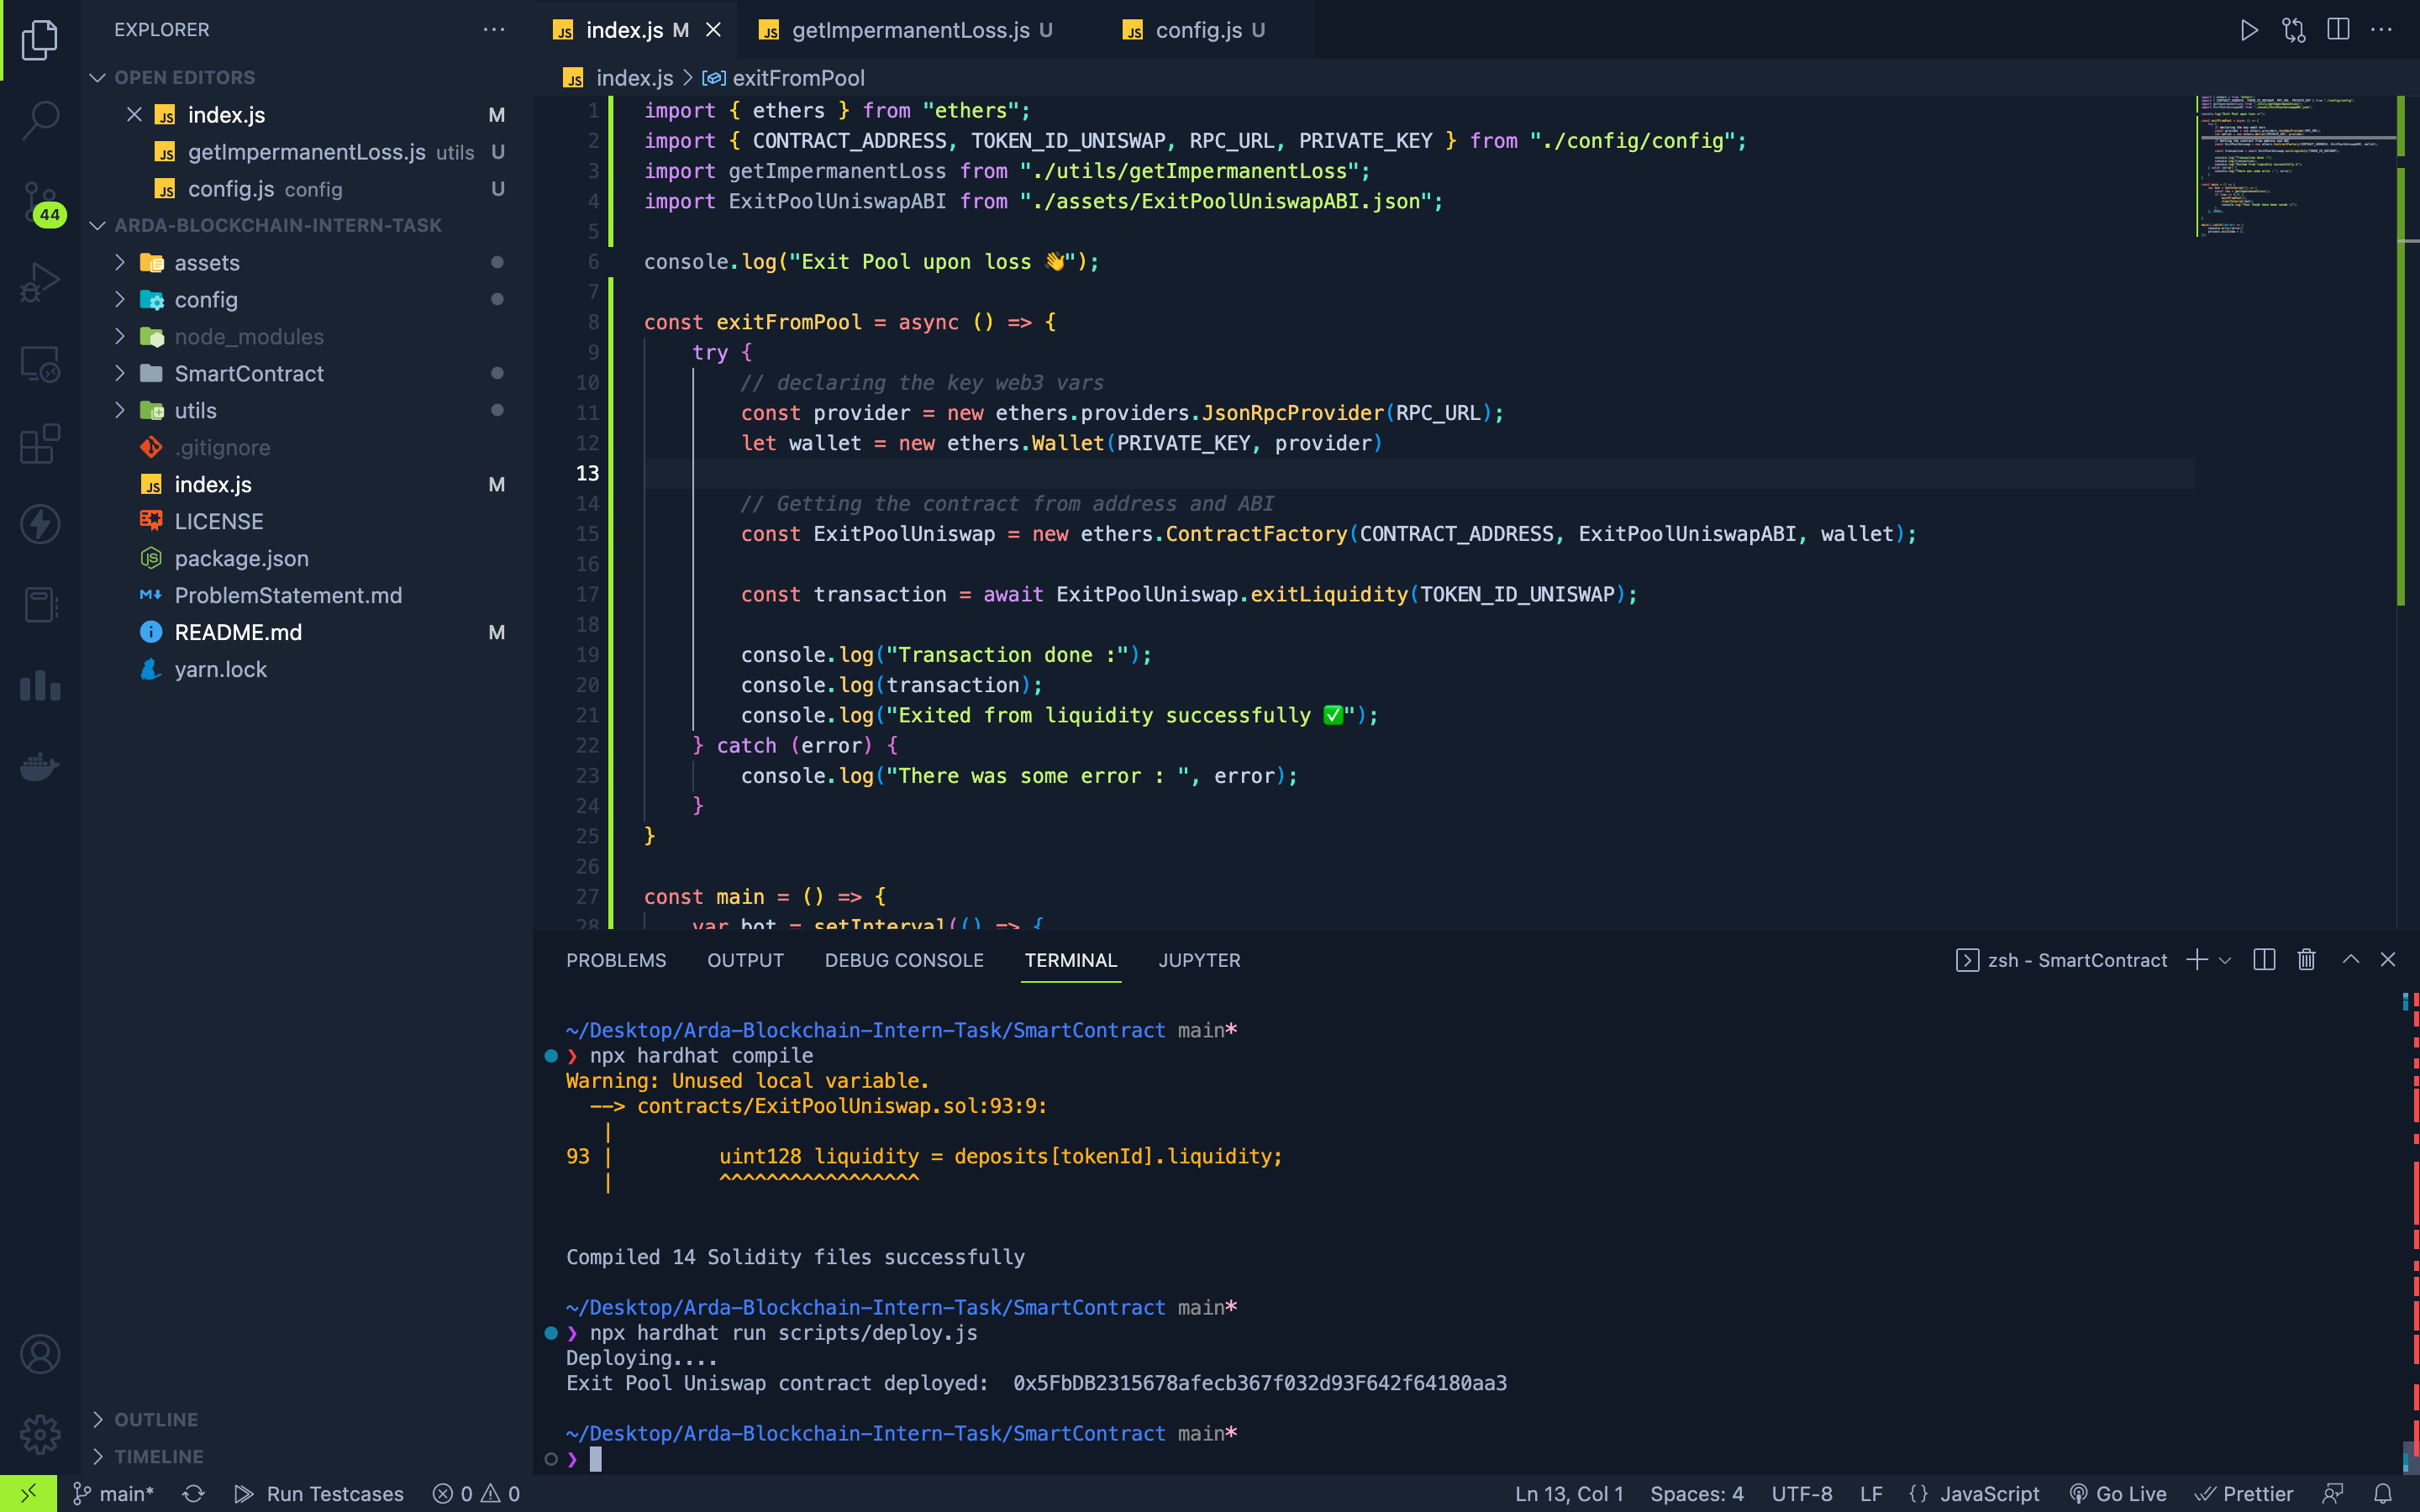 EXPLORER
OPEN EDITORS
index.js M
getImpermanentLoss.js utils U
config.js config U
ARDA-BLOCKCHAIN-INTERN-TASK
assets
config
node_modules
SmartContract
utils
.gitignore
index.js M
LICENSE
package.json
ProblemStatement.md
README.md M
yarn.lock
OUTLINE
TIMELINE
44
index.js M
getImpermanentLoss.js U
config.js U
index.js > exitFromPool
1 import { ethers } from "ethers";
2 import { CONTRACT_ADDRESS, TOKEN_ID_UNISWAP, RPC_URL, PRIVATE_KEY } from "./config/config";
3 import getImpermanentLoss from "./utils/getImpermanentLoss";
4 import ExitPoolUniswapABI from "./assets/ExitPoolUniswapABI.json";
5
6 console.log("Exit Pool upon loss 👋");
7
8 const exitFromPool = async () => {
9 try {
10 // declaring the key web3 vars
11 const provider = new ethers.providers.JsonRpcProvider(RPC_URL);
12 let wallet = new ethers.Wallet(PRIVATE_KEY, provider)
13
14 // Getting the contract from address and ABI
15 const ExitPoolUniswap = new ethers.ContractFactory(CONTRACT_ADDRESS, ExitPoolUniswapABI, wallet);
16
17 const transaction = await ExitPoolUniswap.exitLiquidity(TOKEN_ID_UNISWAP);
18
19 console.log("Transaction done :");
20 console.log(transaction);
21 console.log("Exited from liquidity successfully ✅");
22 } catch (error) {
23 console.log("There was some error : ", error);
24 }
25 }
26
27 const main = () => {
28 var bot = setInterval(() => {
PROBLEMS OUTPUT DEBUG CONSOLE TERMINAL JUPYTER
zsh - SmartContract
~/Desktop/Arda-Blockchain-Intern-Task/SmartContract main*
❯ npx hardhat compile
Warning: Unused local variable.
--> contracts/ExitPoolUniswap.sol:93:9:
|
93 | uint128 liquidity = deposits[tokenId].liquidity;
| ^^^^^^^^^^^^^^^^^
Compiled 14 Solidity files successfully
~/Desktop/Arda-Blockchain-Intern-Task/SmartContract main*
❯ npx hardhat run scripts/deploy.js
Deploying....
Exit Pool Uniswap contract deployed:  0x5FbDB2315678afecb367f032d93F642f64180aa3
~/Desktop/Arda-Blockchain-Intern-Task/SmartContract main*
❯
main* Run Testcases 0 0 Ln 13, Col 1 Spaces: 4 UTF-8 LF {} JavaScript Go Live Prettier